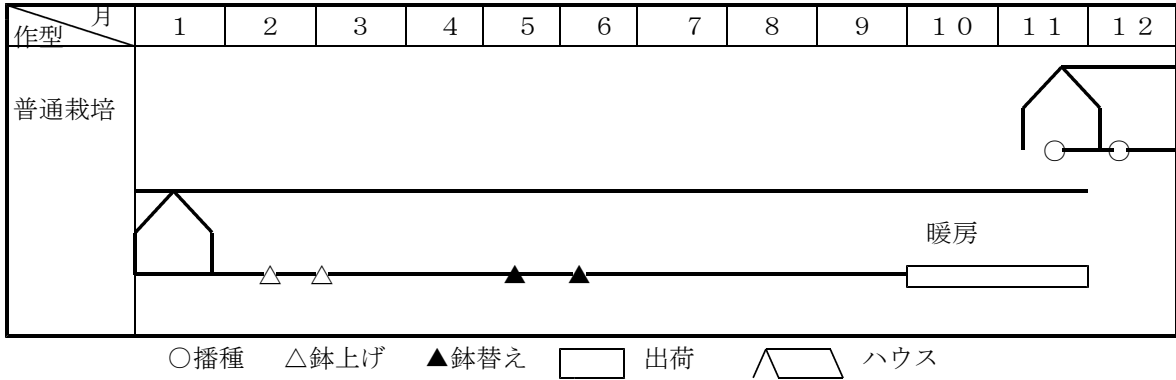 月 1 2 3 4 5 6 7 8 9 10 11 12
作型
普通栽培
暖房
○播種 △鉢上げ ▲鉢替え 出荷 ハウス